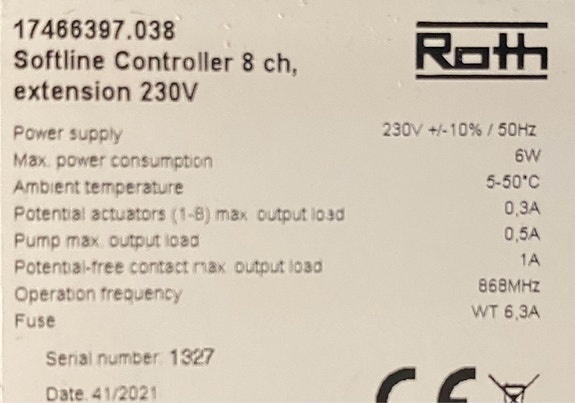 17466397.038
Roth
Softline Controller 8 ch,
extension 230V
Power supply 230V +/-10% / 50Hz
Max. power consumption 6W
Ambient temperature 5-50°C
Potential actuators (1-8) max. output load 0,3A
Pump max. output load 0,5A
Potential-free contact max. output load 1A
Operation frequency 868MHz
Fuse WT 6,3A
Serial number: 1327
Date. 41/2021
CE